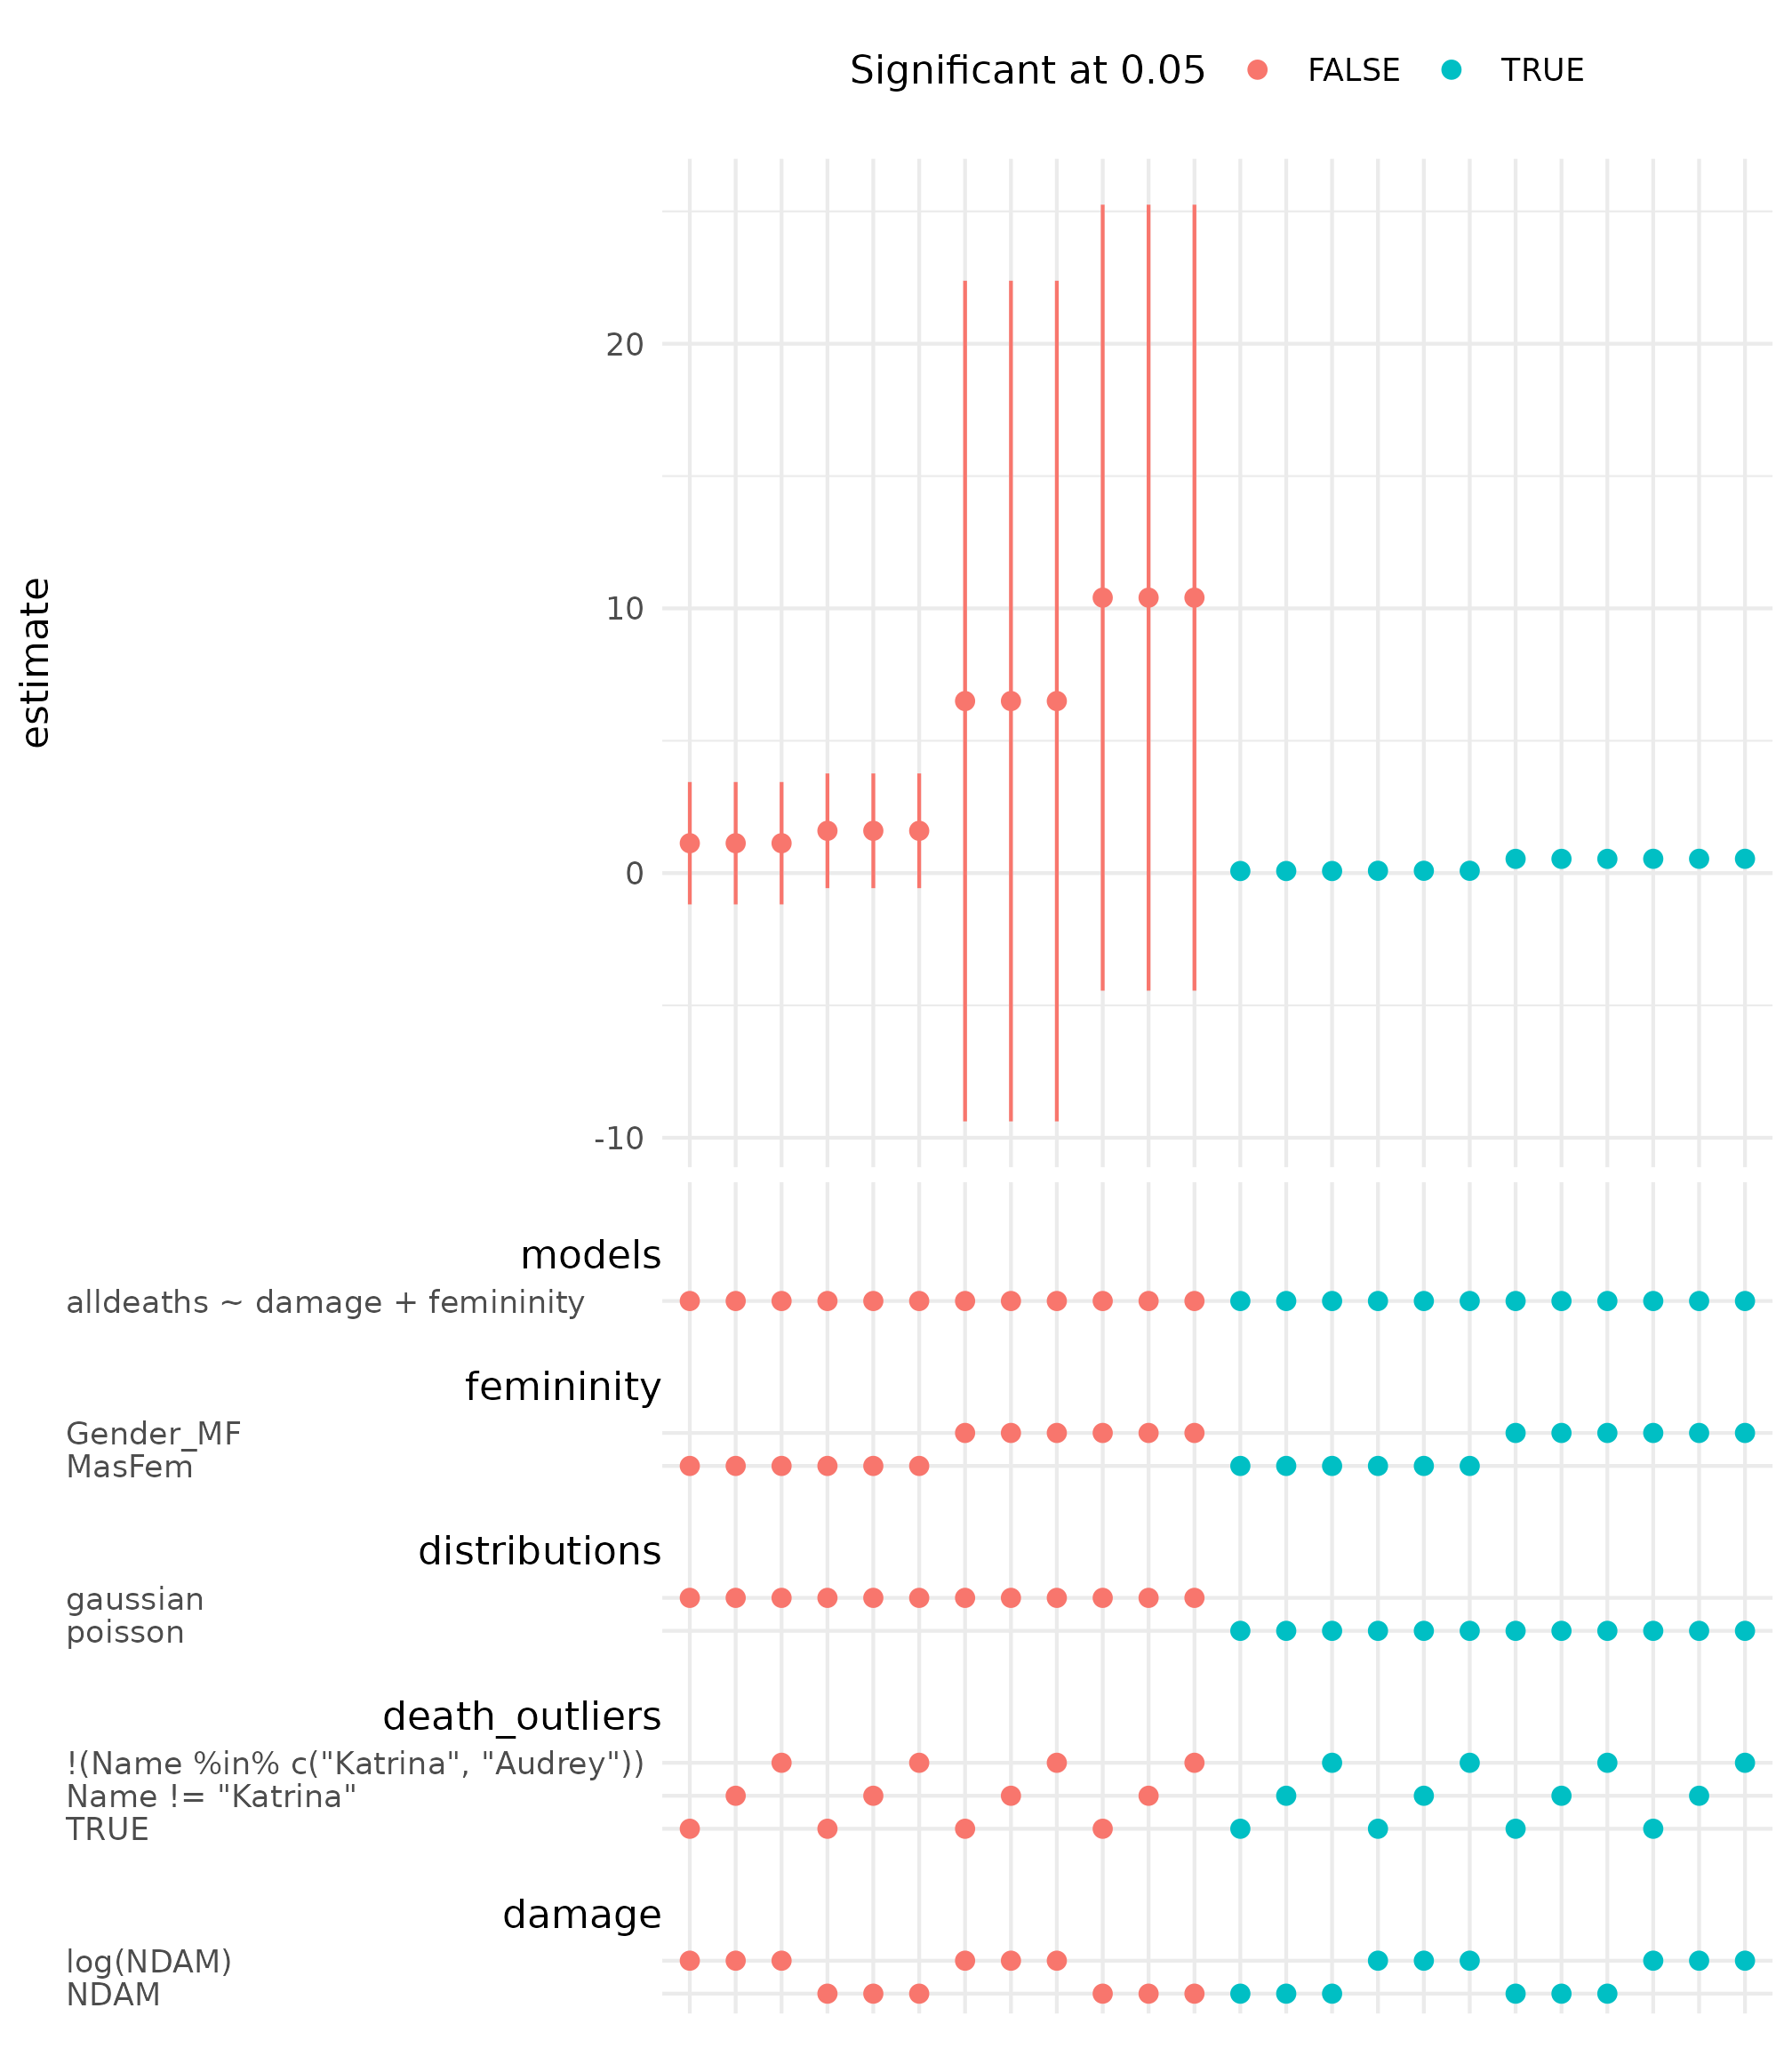 Significant at 0.05 FALSE TRUE
estimate
20
10
0
-10
models
alldeaths ~ damage + femininity
femininity
Gender_MF
MasFem
distributions
gaussian
poisson
death_outliers
!(Name %in% c("Katrina", "Audrey"))
Name != "Katrina"
TRUE
damage
log(NDAM)
NDAM